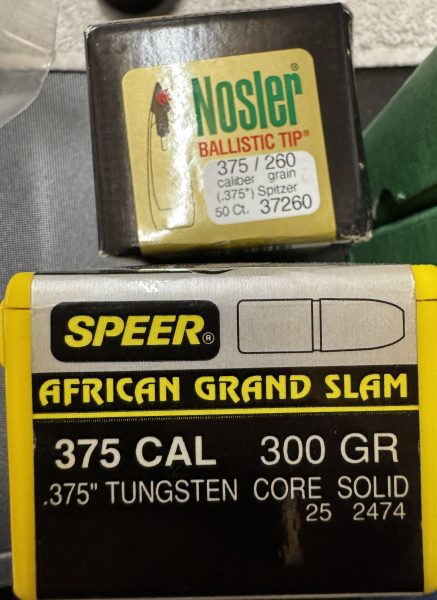 Nosler®
BALLISTIC TIP®
375 / 260
caliber grain
(.375") Spitzer
50 Ct. 37260
SPEER®
AFRICAN GRAND SLAM
375 CAL 300 GR
.375" TUNGSTEN CORE SOLID
25 2474